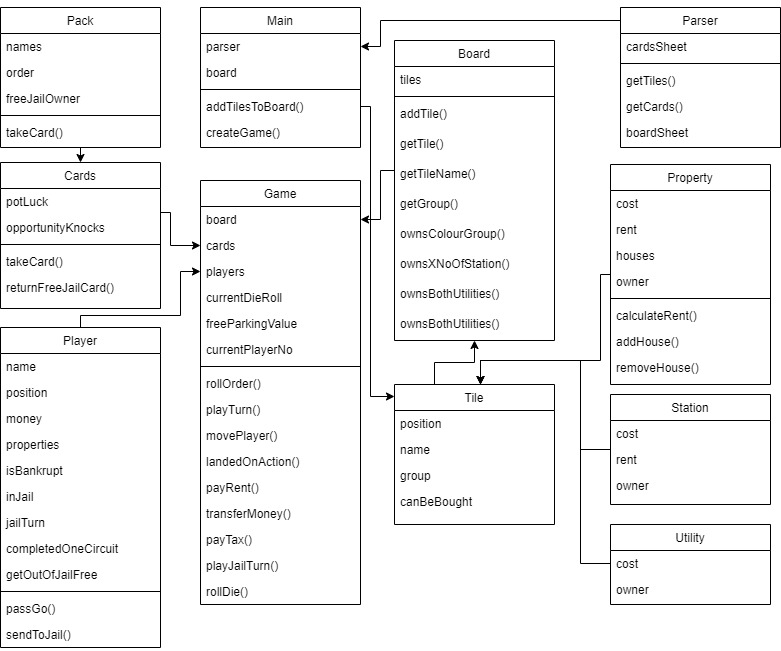 Pack
names
order
freeJailOwner
takeCard()
Cards
potLuck
opportunityKnocks
takeCard()
returnFreeJailCard()
Player
name
position
money
properties
isBankrupt
inJail
jailTurn
completedOneCircuit
getOutOfJailFree
passGo()
sendToJail()
Main
parser
board
addTilesToBoard()
createGame()
Game
board
cards
players
currentDieRoll
freeParkingValue
currentPlayerNo
rollOrder()
playTurn()
movePlayer()
landedOnAction()
payRent()
transferMoney()
payTax()
playJailTurn()
rollDie()
Board
tiles
addTile()
getTile()
getTileName()
getGroup()
ownsColourGroup()
ownsXNoOfStation()
ownsBothUtilities()
ownsBothUtilities()
Tile
position
name
group
canBeBought
Parser
cardsSheet
getTiles()
getCards()
boardSheet
Property
cost
rent
houses
owner
calculateRent()
addHouse()
removeHouse()
Station
cost
rent
owner
Utility
cost
owner